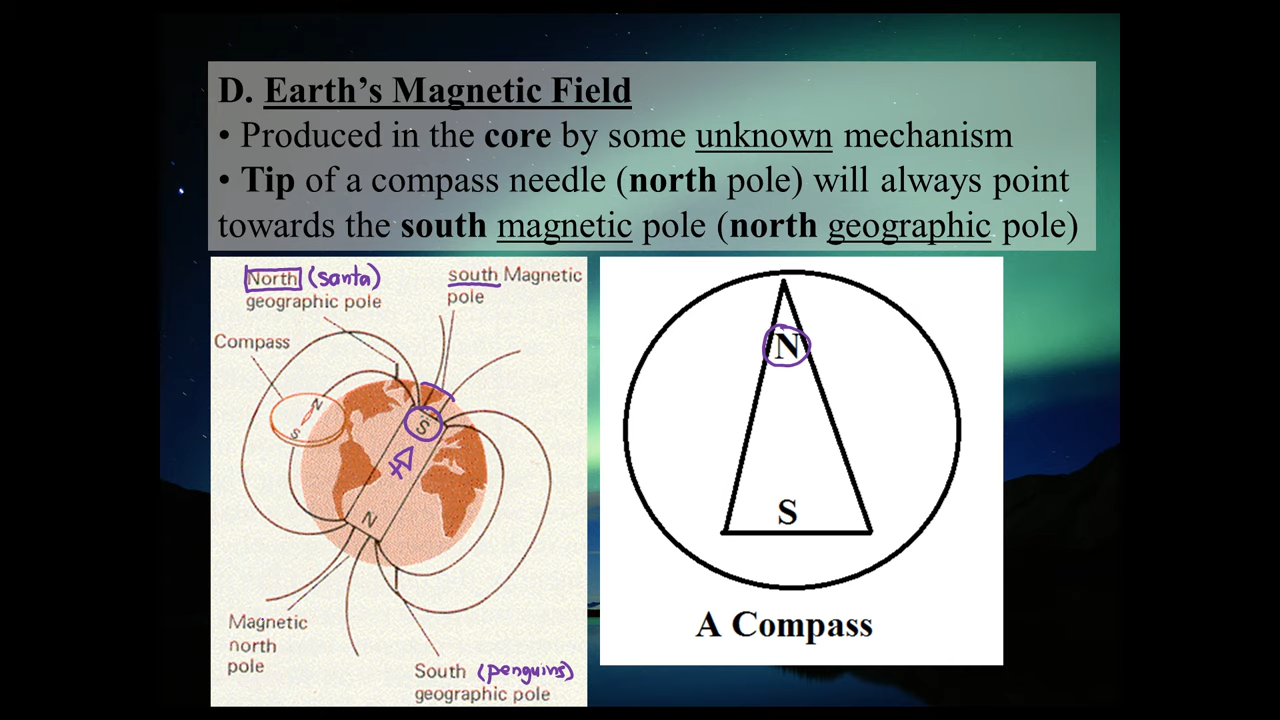 D. Earth's Magnetic Field
• Produced in the core by some unknown mechanism
• Tip of a compass needle (north pole) will always point
towards the south magnetic pole (north geographic pole)
North (santa)
geographic pole
south Magnetic
pole
Compass
N
S
S
N
Magnetic
north
pole
South (penguins)
geographic pole
N
S
A Compass